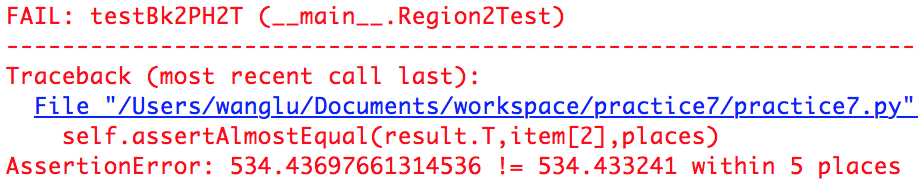 FAIL: testBk2PH2T (__main__.Region2Test)
----------------------------------------------------------------------
Traceback (most recent call last):
  File "/Users/wanglu/Documents/workspace/practice7/practice7.py"
    self.assertAlmostEqual(result.T,item[2],places)
AssertionError: 534.43697661314536 != 534.433241 within 5 places